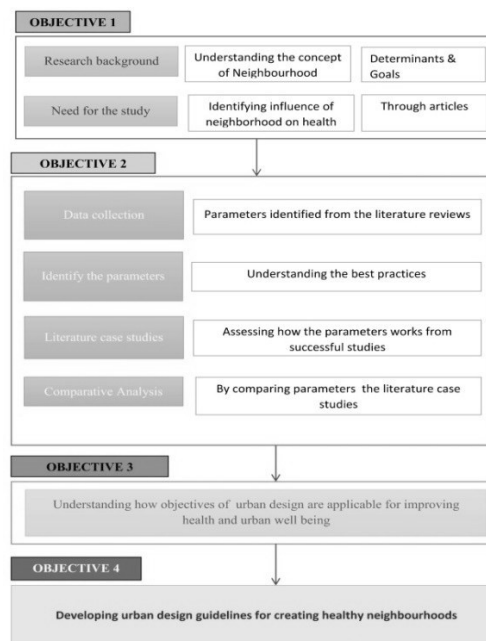 OBJECTIVE 1
Research background
Understanding the concept
of Neighbourhood
Determinants &
Goals
Need for the study
Identifying influence of
neighborhood on health
Through articles
OBJECTIVE 2
Data collection
Parameters identified from the literature reviews
Identify the parameters
Understanding the best practices
Literature case studies
Assessing how the parameters works from
successful studies
Comparative Analysis
By comparing parameters the literature case
studies
OBJECTIVE 3
Understanding how objectives of urban design are applicable for improving
health and urban well being
OBJECTIVE 4
Developing urban design guidelines for creating healthy neighbourhoods